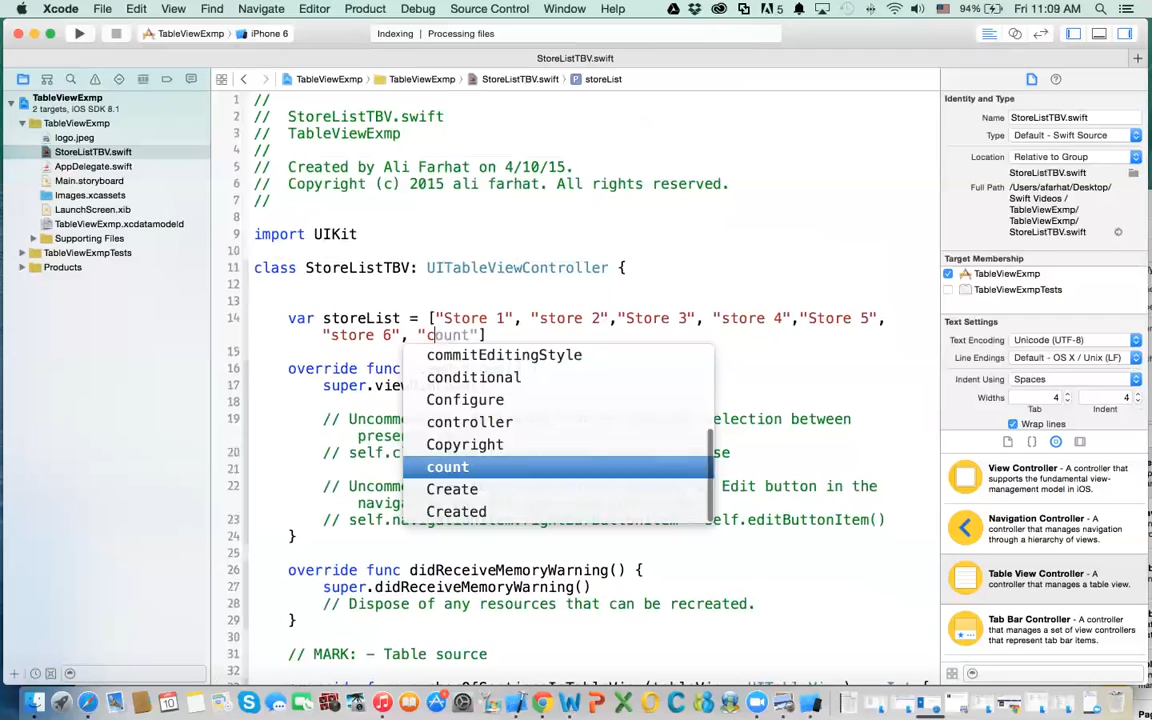 Xcode File Edit View Find Navigate Editor Product Debug Source Control Window Help 5 94% Fri 11:09 AM
TableViewExmp iPhone 6 Indexing | Processing files
StoreListTBV.swift
TableViewExmp TableViewExmp StoreListTBV.swift P storeList
TableViewExmp
2 targets, iOS SDK 8.1
TableViewExmp
logo.jpeg
StoreListTBV.swift
AppDelegate.swift
Main.storyboard
Images.xcassets
LaunchScreen.xib
TableViewExmp.xcdatamodeld
Supporting Files
TableViewExmpTests
Products
1 //
2 // StoreListTBV.swift
3 // TableViewExmp
4 //
5 // Created by Ali Farhat on 4/10/15.
6 // Copyright (c) 2015 ali farhat. All rights reserved.
7 //
8
9 import UIKit
10
11 class StoreListTBV: UITableViewController {
12
13
14 var storeList = ["Store 1", "store 2","Store 3", "store 4","Store 5",
"store 6", "count"]
15
16 override func
17 super.vie
18
19 // Uncomm election between
prese
20 // self.c se
21
22 // Uncomm Edit button in the
navig
23 // self.navigationItem.rightBarButtonItem = self.editButtonItem()
24 }
25
26 override func didReceiveMemoryWarning() {
27 super.didReceiveMemoryWarning()
28 // Dispose of any resources that can be recreated.
29 }
30
31 // MARK: - Table source
32
commitEditingStyle
conditional
Configure
controller
Copyright
count
Create
Created
Identity and Type
Name StoreListTBV.swift
Type Default - Swift Source
Location Relative to Group
StoreListTBV.swift
Full Path /Users/afarhat/Desktop/
Swift Videos /
TableViewExmp/
TableViewExmp/
StoreListTBV.swift
Target Membership
TableViewExmp
TableViewExmpTests
Text Settings
Text Encoding Unicode (UTF-8)
Line Endings Default - OS X / Unix (LF)
Indent Using Spaces
Widths 4 4
Tab Indent
Wrap lines
View Controller - A controller that
supports the fundamental view-
management model in iOS.
Navigation Controller - A
controller that manages navigation
through a hierarchy of views.
Table View Controller - A
controller that manages a table view.
Tab Bar Controller - A controller
that manages a set of view controllers
that represent tab bar items.